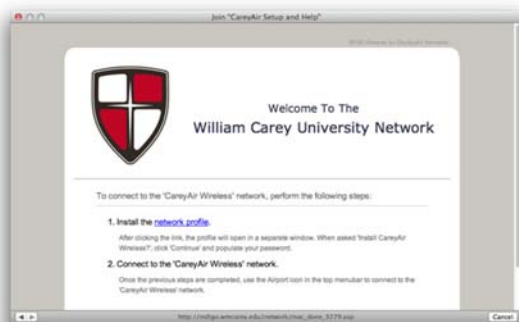 Join "CareyAir Setup and Help"
Welcome To The
William Carey University Network
To connect to the 'CareyAir Wireless' network, perform the following steps:
1. Install the network profile.
After clicking the link, the profile will open in a separate window. When asked 'Install CareyAir
Wireless?', click 'Continue' and populate your password.
2. Connect to the 'CareyAir Wireless' network.
Once the previous steps are completed, use the Airport icon in the top menubar to connect to the
'CareyAir Wireless' network.
Cancel